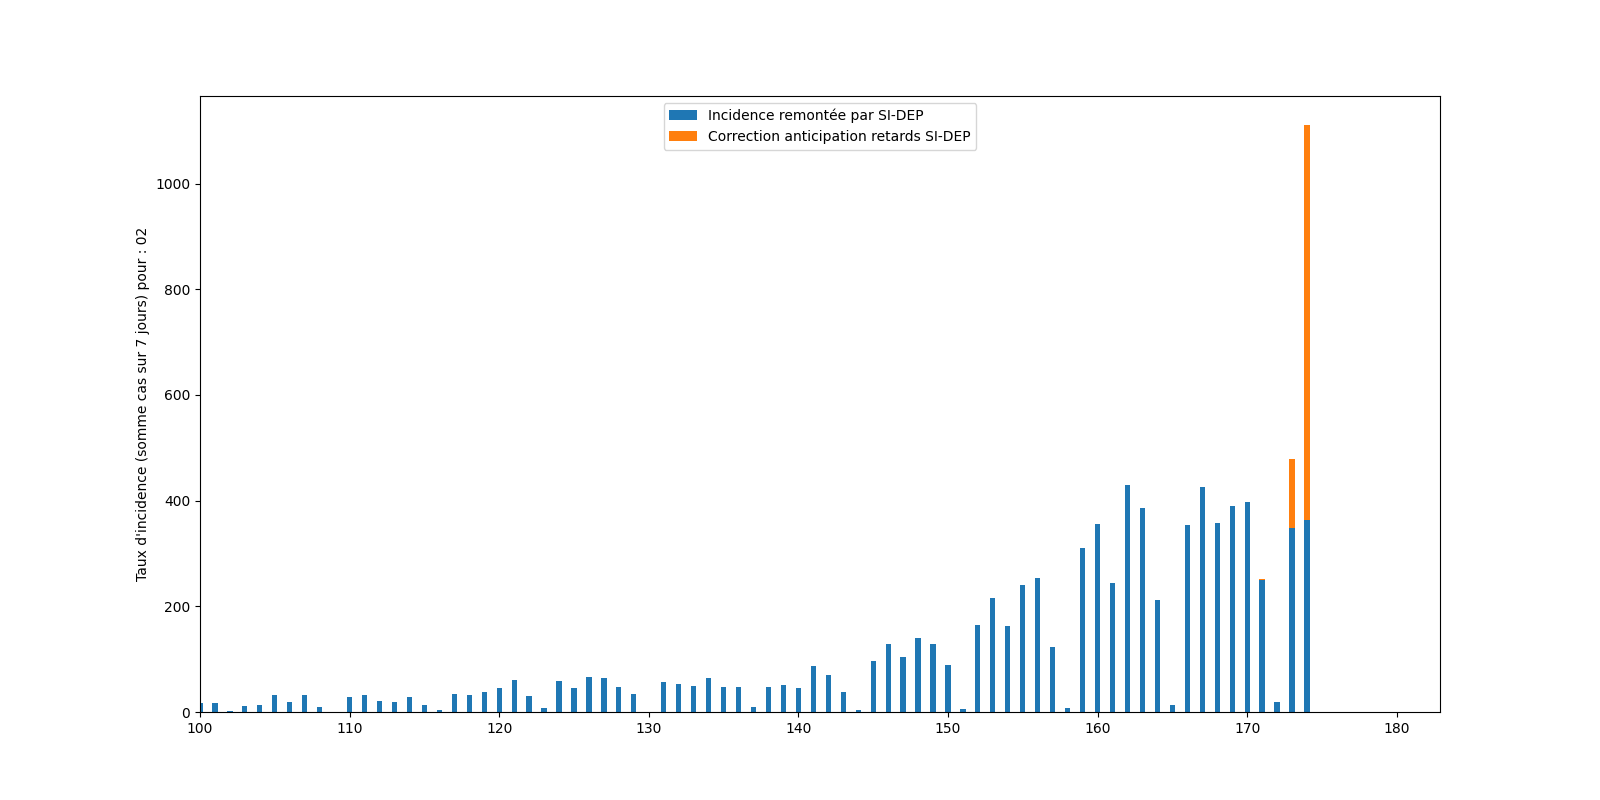 Incidence remontée par SI-DEP
Correction anticipation retards SI-DEP
Taux d'incidence (somme cas sur 7 jours) pour : 02
1000
800
600
400
200
0
100 110 120 130 140 150 160 170 180